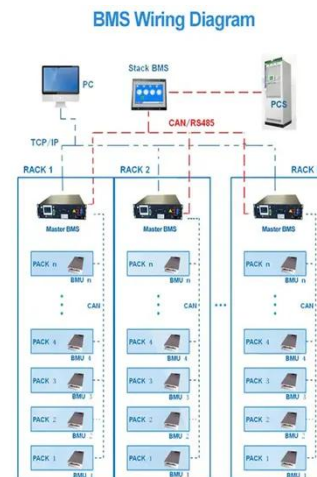 BMS Wiring Diagram
Stack BMS
PC
PCS
CAN/RS485
TCP/IP
RACK 1
RACK 2
RACK
Master BMS
Master BMS
Master BMS
PACK n
BMU n
PACK n
BMU n
PACK n
BMU n
CAN
CAN
CAN
PACK 4
BMU 4
PACK 4
BMU 4
PACK 4
BMU 4
PACK 3
BMU 3
PACK 3
BMU 3
PACK 3
BMU 3
PACK 2
BMU 2
PACK 2
BMU 2
PACK 2
BMU 2
PACK 1
BMU 1
PACK 1
BMU 1
PACK 1
BMU 1